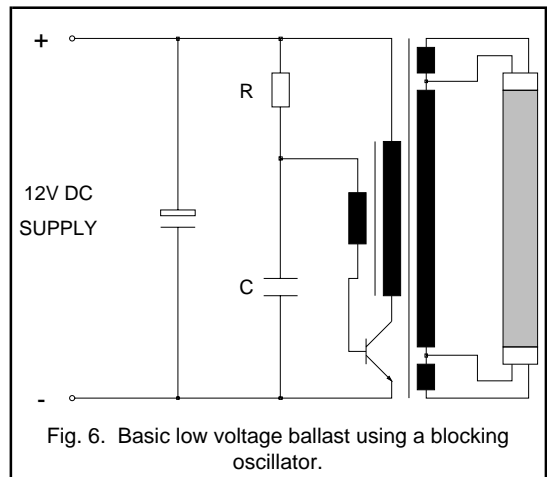 +
R
12V DC
SUPPLY
C
-
Fig. 6. Basic low voltage ballast using a blocking
oscillator.